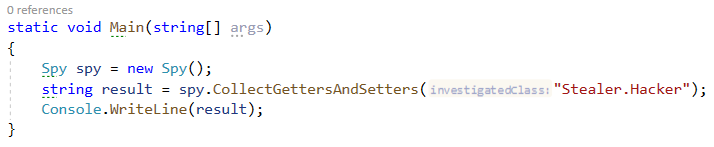 0 references
static void Main(string[] args)
{
Spy spy = new Spy();
string result = spy.CollectGettersAndSetters(investigatedClass:"Stealer.Hacker");
Console.WriteLine(result);
}